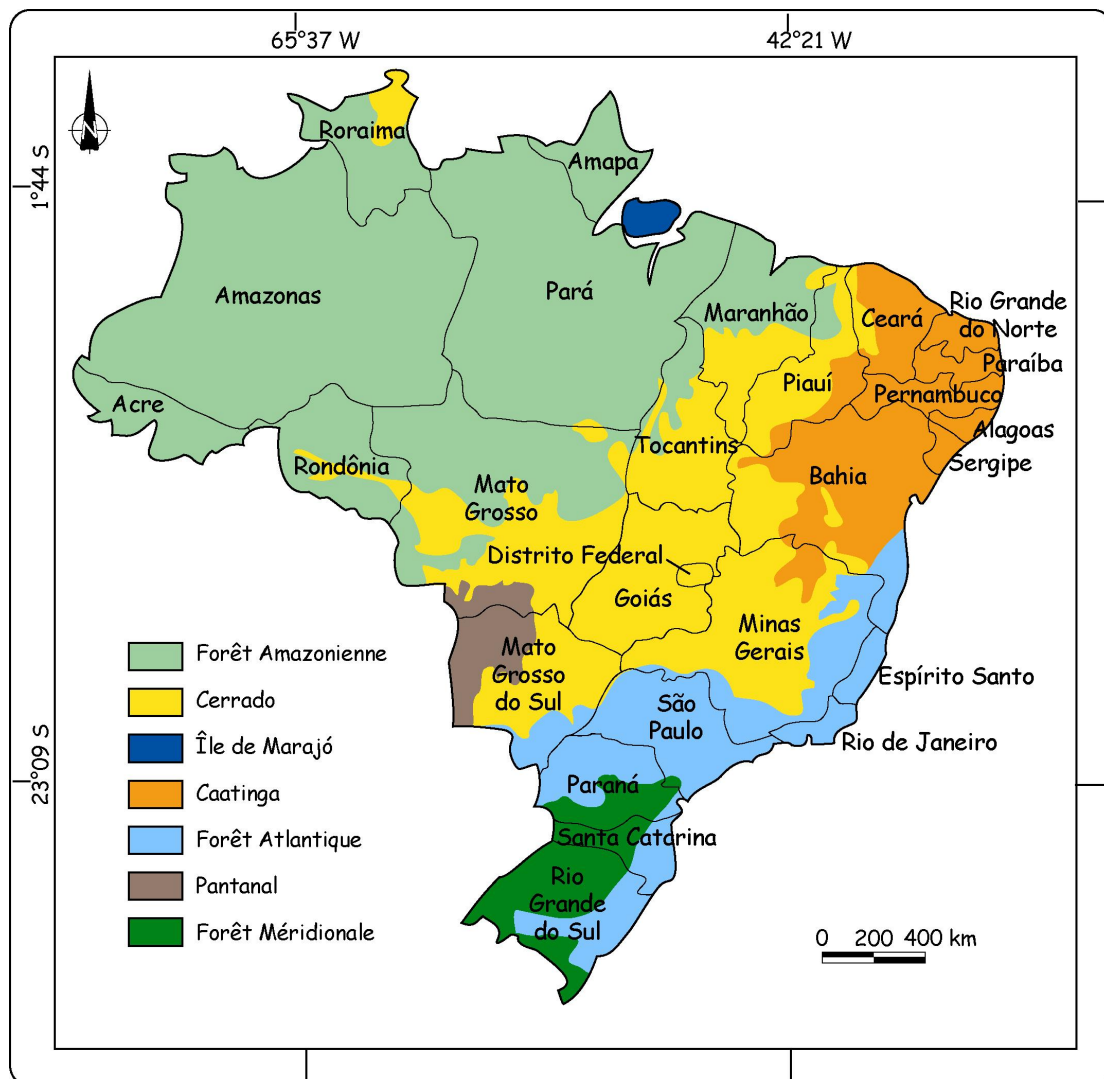 65°37 W
42°21 W
N
1°44 S
23°09 S
Roraima
Amapa
Amazonas
Pará
Maranhão
Ceará
Rio Grande
do Norte
Paraíba
Piauí
Pernambuco
Acre
Alagoas
Tocantins
Sergipe
Rondônia
Bahia
Mato
Grosso
Distrito Federal
Goiás
Minas
Gerais
Mato
Grosso
do Sul
Espírito Santo
São
Paulo
Rio de Janeiro
Paraná
Santa Catarina
Rio
Grande
do Sul
Forêt Amazonienne
Cerrado
Île de Marajó
Caatinga
Forêt Atlantique
Pantanal
Forêt Méridionale
0 200 400 km